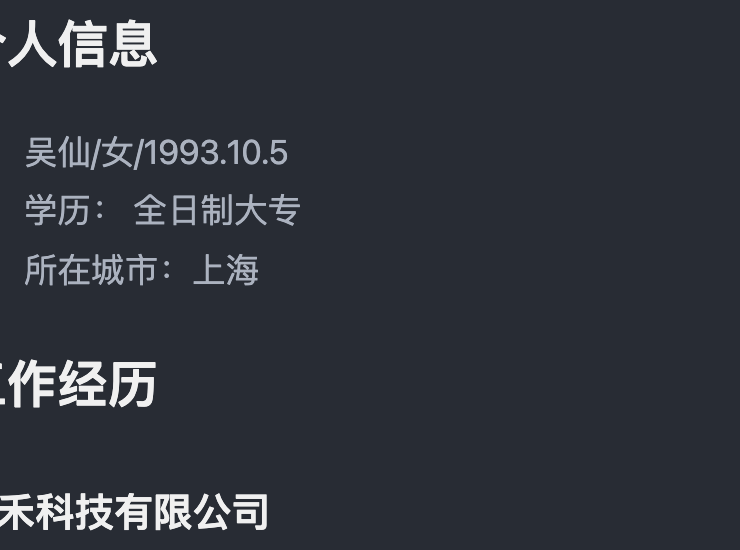 人信息
吴仙/女/1993.10.5
学历： 全日制大专
所在城市：上海
作经历
禾科技有限公司